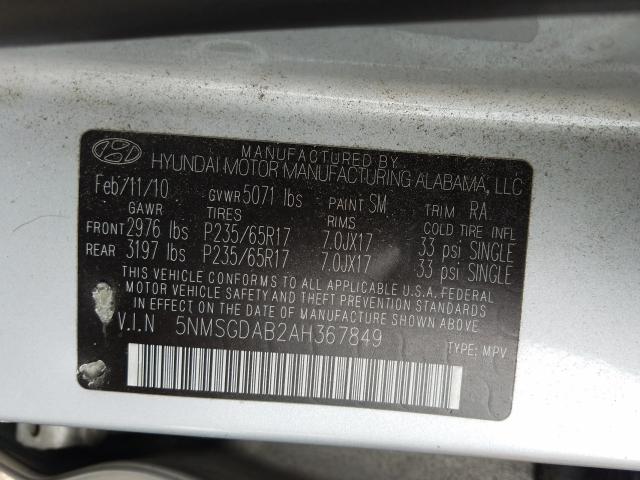 MANUFACTURED BY
HYUNDAI MOTOR MANUFACTURING ALABAMA, LLC
Feb/11/10 GVWR 5071 lbs PAINT SM TRIM RA
GAWR TIRES RIMS COLD TIRE INFL
FRONT 2976 lbs P235/65R17 7.0JX17 33 psi SINGLE
REAR 3197 lbs P235/65R17 7.0JX17 33 psi SINGLE
THIS VEHICLE CONFORMS TO ALL APPLICABLE U.S.A. FEDERAL
MOTOR VEHICLE SAFETY AND THEFT PREVENTION STANDARDS
IN EFFECT ON THE DATE OF MANUFACTURE SHOWN ABOVE.
V.I.N 5NMSGDAB2AH367849 TYPE: MPV